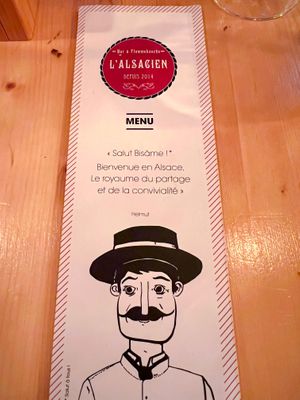 Bar à Flammekueche
L'ALSACIEN
DEPUIS 2014
MENU
« Salut Bisàme ! *
Bienvenue en Alsace,
Le royaume du partage
et de la convivialité »
Helmut